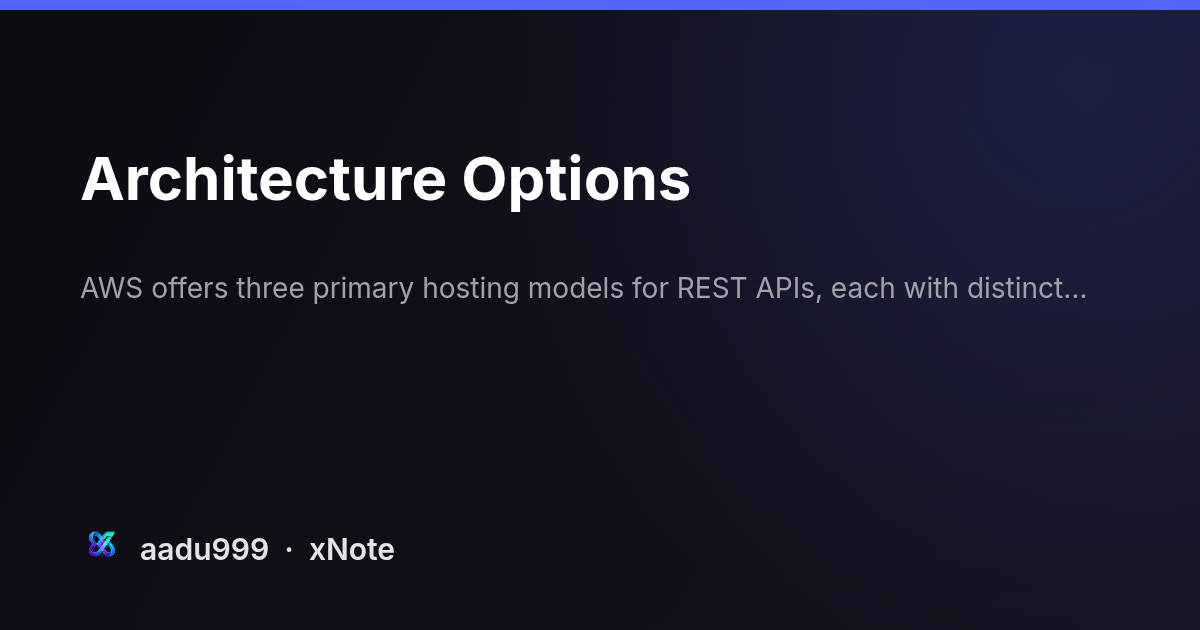 Architecture Options
AWS offers three primary hosting models for REST APIs, each with distinct...
aadu999 · xNote